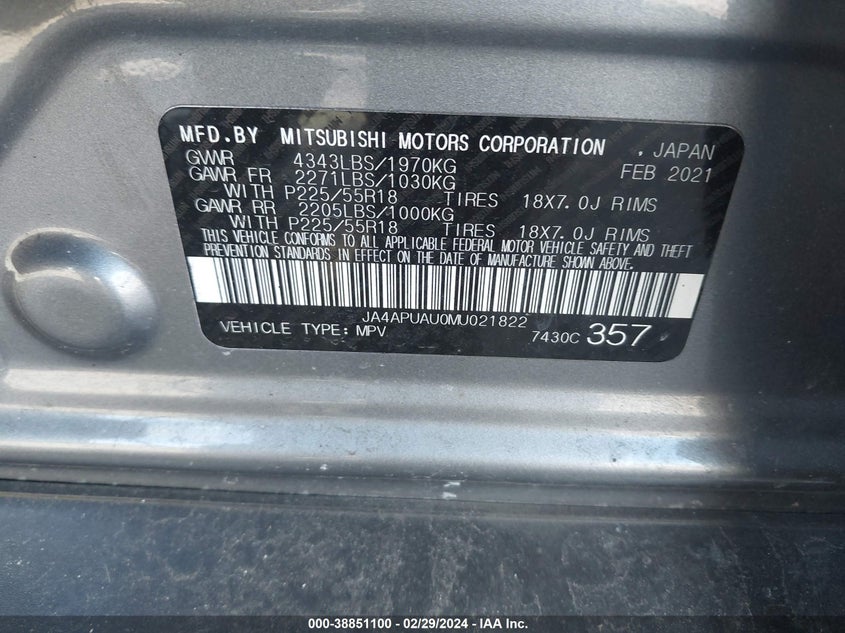 MFD.BY MITSUBISHI MOTORS CORPORATION , JAPAN
GVWR 4343LBS/1970KG FEB 2021
GAWR FR 2271LBS/1030KG
WITH P225/55R18 TIRES 18X7.0J RIMS
GAWR RR 2205LBS/1000KG
WITH P225/55R18 TIRES 18X7.0J RIMS
THIS VEHICLE CONFORMS TO ALL APPLICABLE FEDERAL MOTOR VEHICLE SAFETY AND THEFT
PREVENTION STANDARDS IN EFFECT ON THE DATE OF MANUFACTURE SHOWN ABOVE.
JA4APUAU0MU021822
VEHICLE TYPE: MPV 7430C 357
000-38851100 - 02/29/2024 - IAA Inc.